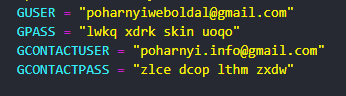 GUSER = "poharnyiweboldal@gmail.com"
GPASS = "lwkq xdrk skin uoqo"
GCONTACTUSER = "poharnyi.info@gmail.com"
GCONTACTPASS = "zlce dcop lthm zxdw"